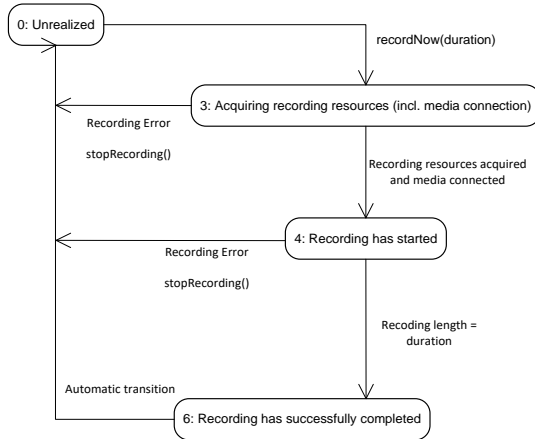 0: Unrealized
recordNow(duration)
3: Acquiring recording resources (incl. media connection)
Recording Error
stopRecording()
Recording resources acquired
and media connected
4: Recording has started
Recording Error
stopRecording()
Recoding length =
duration
Automatic transition
6: Recording has successfully completed